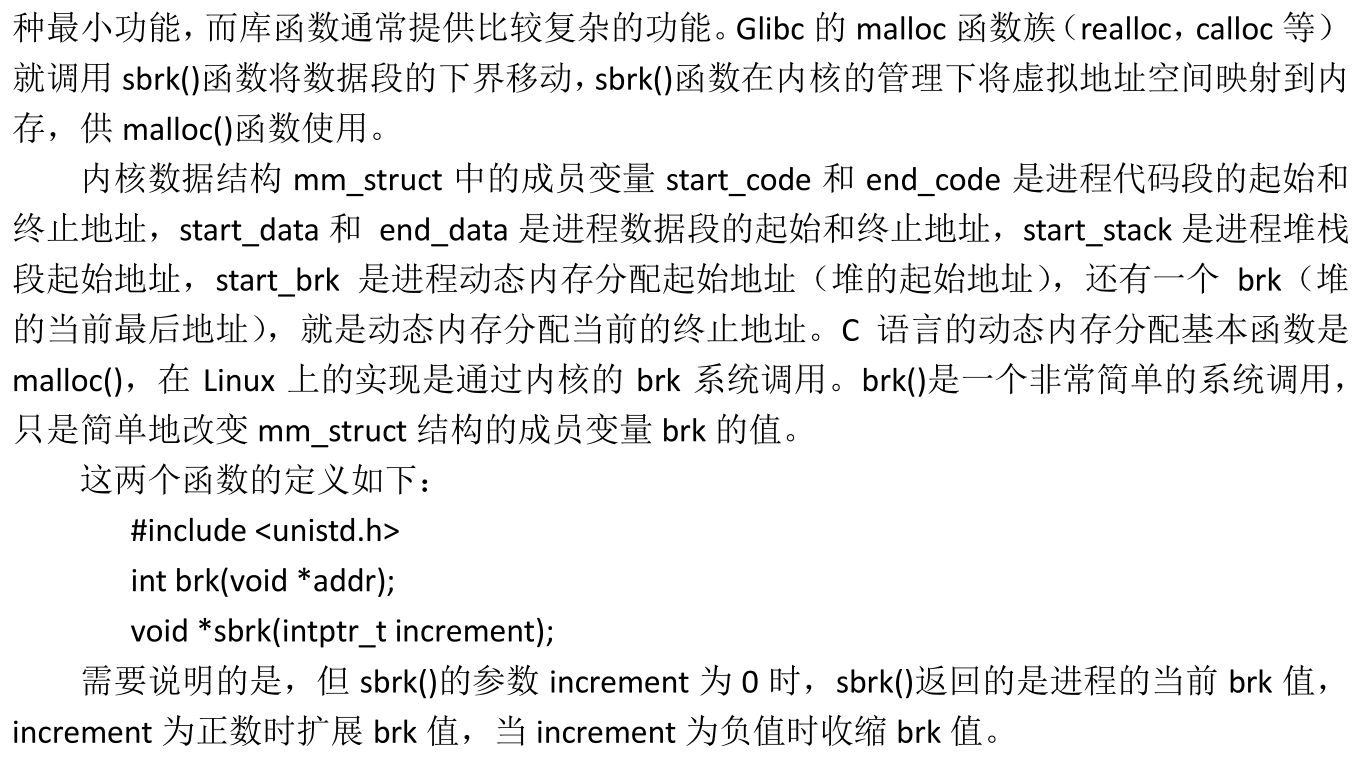 种最小功能，而库函数通常提供比较复杂的功能。Glibc 的 malloc 函数族（realloc，calloc 等）
就调用 sbrk()函数将数据段的下界移动，sbrk()函数在内核的管理下将虚拟地址空间映射到内
存，供 malloc()函数使用。
内核数据结构 mm_struct 中的成员变量 start_code 和 end_code 是进程代码段的起始和
终止地址，start_data 和 end_data 是进程数据段的起始和终止地址，start_stack 是进程堆栈
段起始地址，start_brk 是进程动态内存分配起始地址（堆的起始地址），还有一个 brk（堆
的当前最后地址），就是动态内存分配当前的终止地址。C 语言的动态内存分配基本函数是
malloc()，在 Linux 上的实现是通过内核的 brk 系统调用。brk()是一个非常简单的系统调用，
只是简单地改变 mm_struct 结构的成员变量 brk 的值。
这两个函数的定义如下：
#include <unistd.h>
int brk(void *addr);
void *sbrk(intptr_t increment);
需要说明的是，但 sbrk()的参数 increment 为 0 时，sbrk()返回的是进程的当前 brk 值，
increment 为正数时扩展 brk 值，当 increment 为负值时收缩 brk 值。